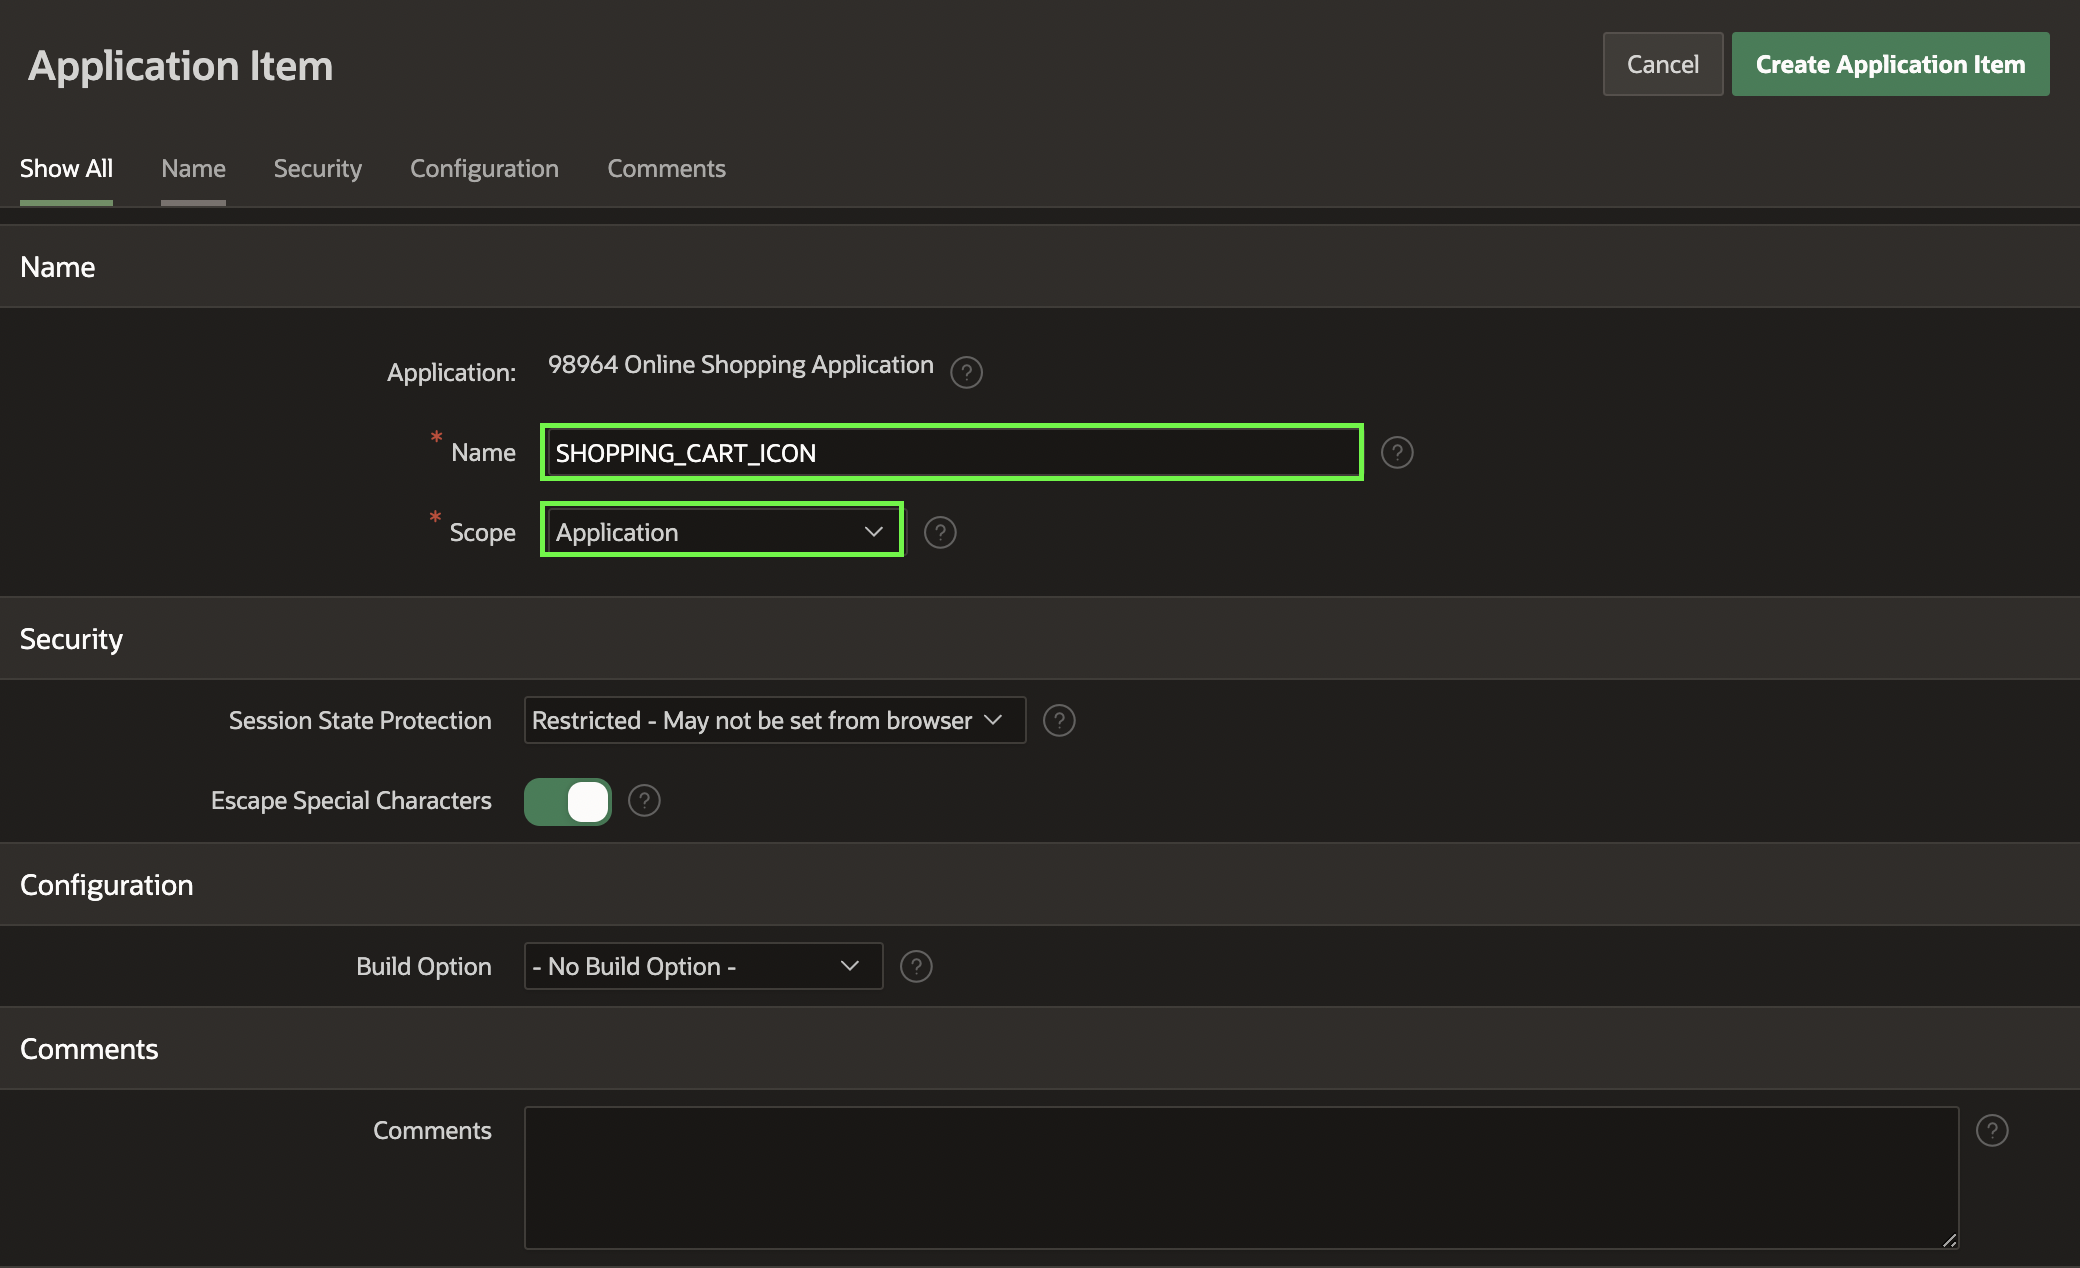 Application Item
Cancel
Create Application Item
Show All
Name
Security
Configuration
Comments
Name
Application:
98964 Online Shopping Application
?
* Name
SHOPPING_CART_ICON
?
* Scope
Application
?
Security
Session State Protection
Restricted - May not be set from browser
?
Escape Special Characters
?
Configuration
Build Option
- No Build Option -
?
Comments
Comments
?